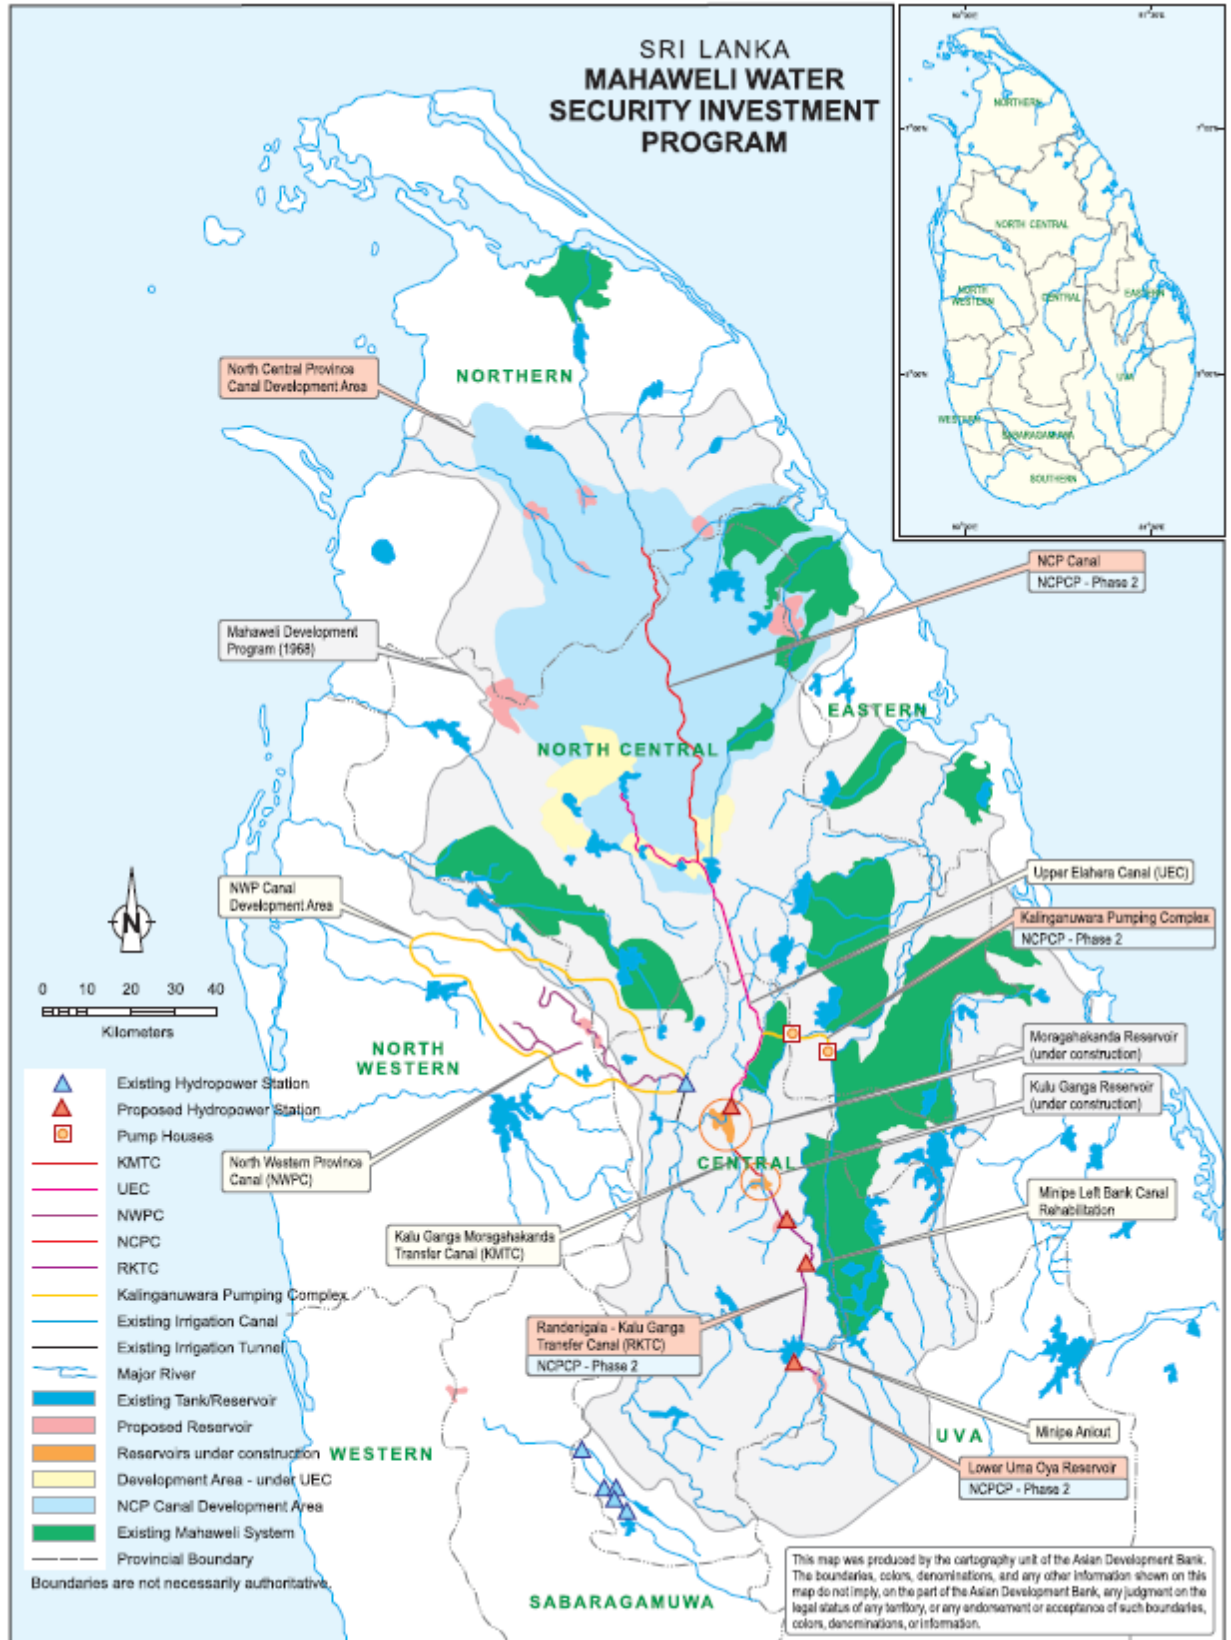 SRI LANKA
MAHAWELI WATER
SECURITY INVESTMENT
PROGRAM
NORTHERN
NORTH CENTRAL
NORTH
WESTERN
CENTRAL
EASTERN
UVA
WESTERN
SABARAGAMUWA
SOUTHERN
North Central Province
Canal Development Area
NORTHERN
NCP Canal
NCPCP - Phase 2
Mahaweli Development
Program (1968)
EASTERN
NORTH CENTRAL
Upper Elahera Canal (UEC)
NWP Canal
Development Area
Kalinganuwara Pumping Complex
NCPCP - Phase 2
N
0 10 20 30 40
Kilometers
Moragahakanda Reservoir
(under construction)
NORTH
WESTERN
Kulu Ganga Reservoir
(under construction)
CENTRAL
North Western Province
Canal (NWPC)
Minipe Left Bank Canal
Rehabilitation
Kalu Ganga Moragahakanda
Transfer Canal (KMTC)
Randenigala - Kalu Ganga
Transfer Canal (RKTC)
NCPCP - Phase 2
Minipe Anicut
UVA
WESTERN
Lower Uma Oya Reservoir
NCPCP - Phase 2
SABARAGAMUWA
Existing Hydropower Station
Proposed Hydropower Station
Pump Houses
KMTC
UEC
NWPC
NCPC
RKTC
Kalinganuwara Pumping Complex
Existing Irrigation Canal
Existing Irrigation Tunnel
Major River
Existing Tank/Reservoir
Proposed Reservoir
Reservoirs under construction
Development Area - under UEC
NCP Canal Development Area
Existing Mahaweli System
Provincial Boundary
Boundaries are not necessarily authoritative.
This map was produced by the cartography unit of the Asian Development Bank.
The boundaries, colors, denominations, and any other information shown on this
map do not imply, on the part of the Asian Development Bank, any judgment on the
legal status of any territory, or any endorsement or acceptance of such boundaries,
colors, denominations, or information.